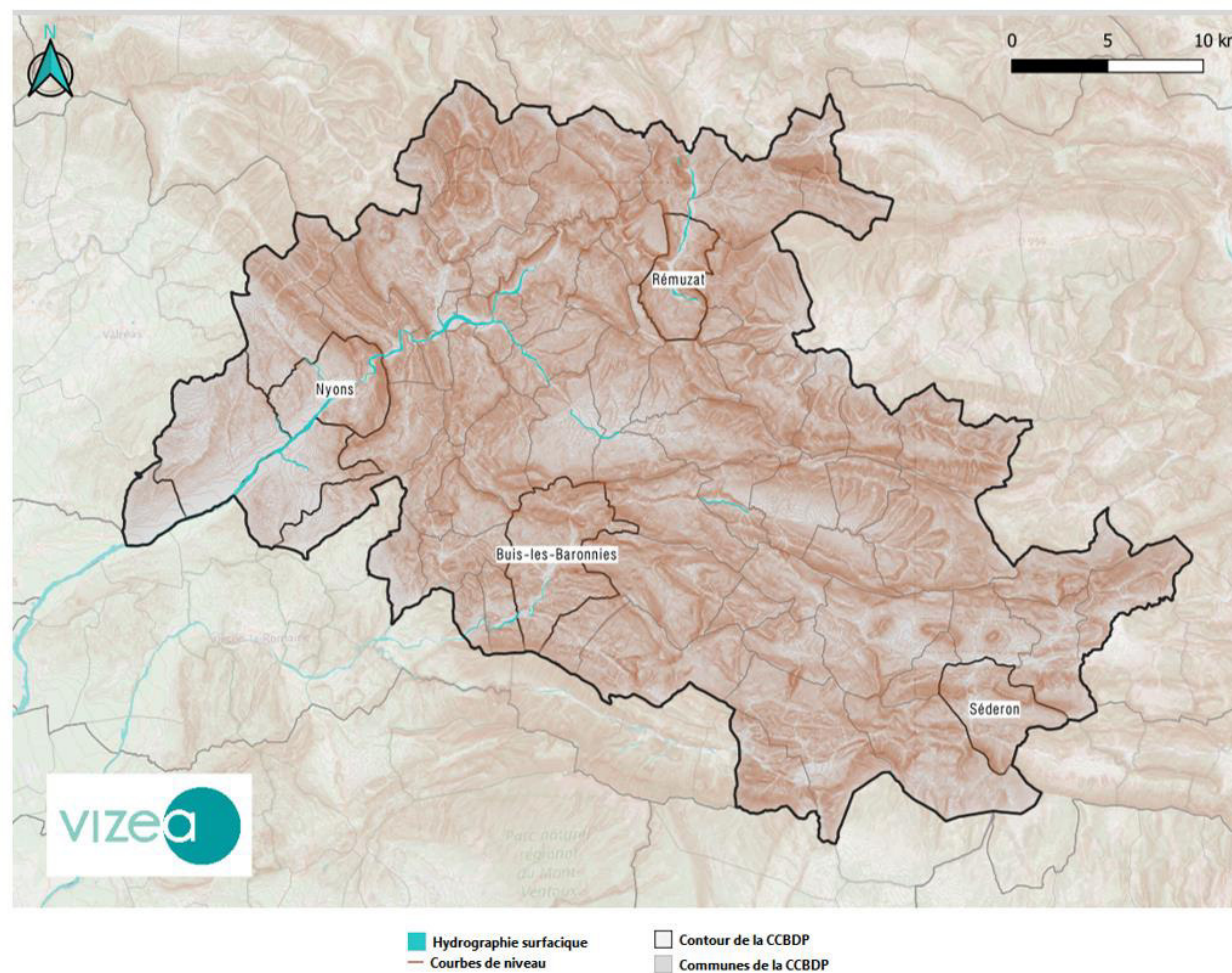 N
0 5 10 km
Rémuzat
Valréas
Nyons
Buis-les-Baronnies
Séderon
vizea
Parc naturel
régional
du Mont-
Ventoux
Hydrographie surfacique
Contour de la CCBDP
Courbes de niveau
Communes de la CCBDP